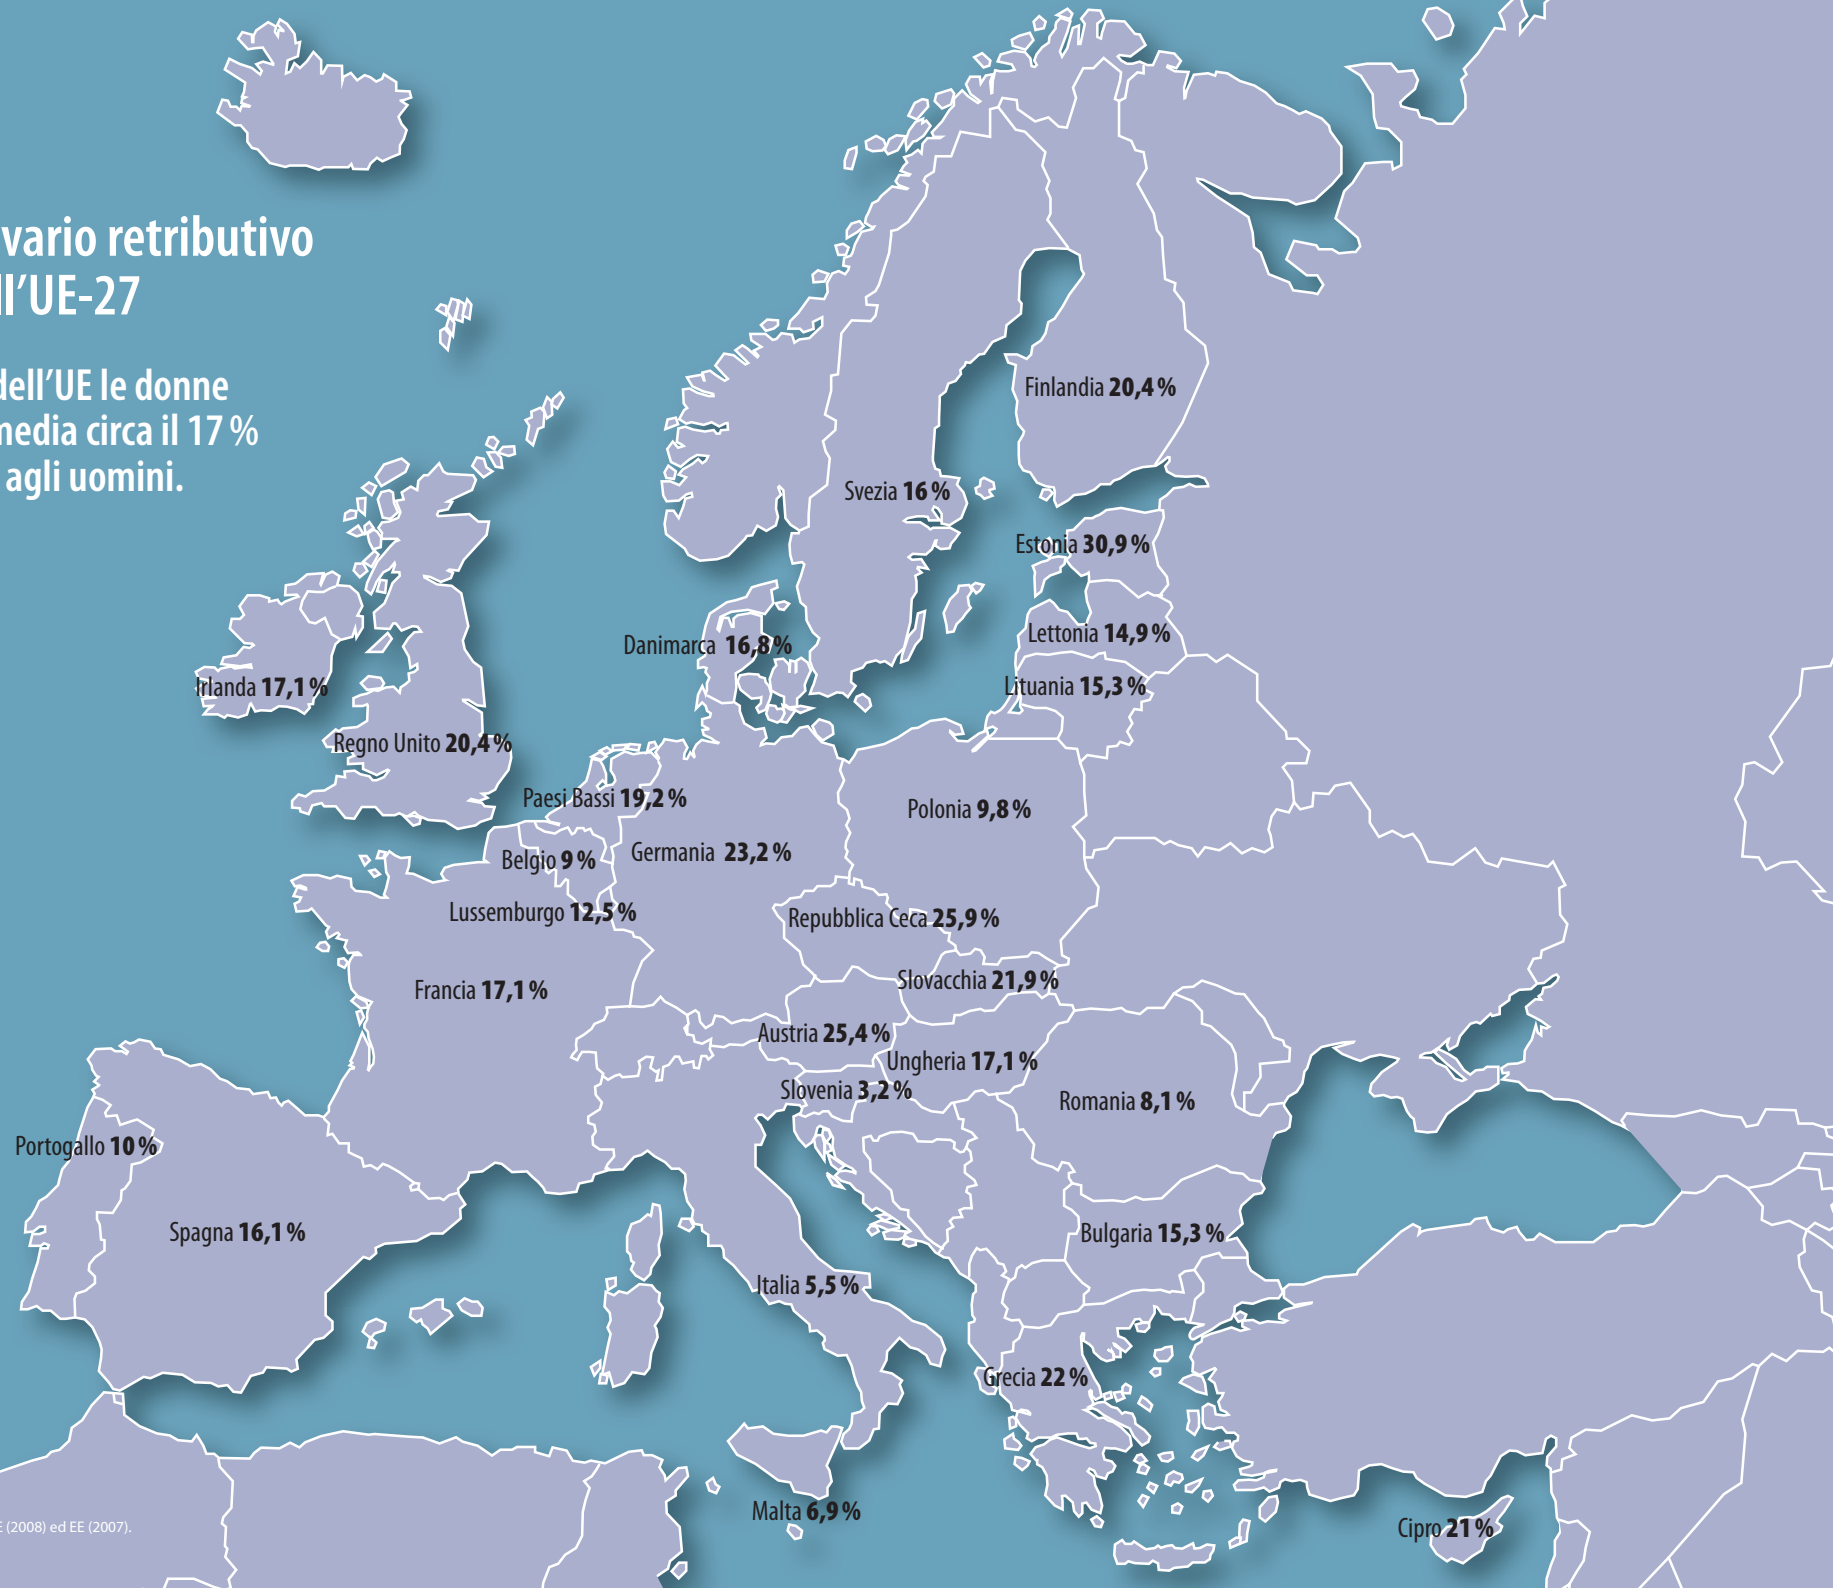 vario retributivo
ll'UE-27
dell'UE le donne
media circa il 17 %
agli uomini.
Finlandia 20,4 %
Svezia 16 %
Estonia 30,9 %
Danimarca 16,8 %
Lettonia 14,9 %
Irlanda 17,1 %
Lituania 15,3 %
Regno Unito 20,4 %
Paesi Bassi 19,2 %
Polonia 9,8 %
Belgio 9 %
Germania 23,2 %
Lussemburgo 12,5 %
Repubblica Ceca 25,9 %
Francia 17,1 %
Slovacchia 21,9 %
Austria 25,4 %
Ungheria 17,1 %
Slovenia 3,2 %
Romania 8,1 %
Portogallo 10 %
Spagna 16,1 %
Bulgaria 15,3 %
Italia 5,5 %
Grecia 22 %
Malta 6,9 %
Cipro 21 %
E (2008) ed EE (2007).